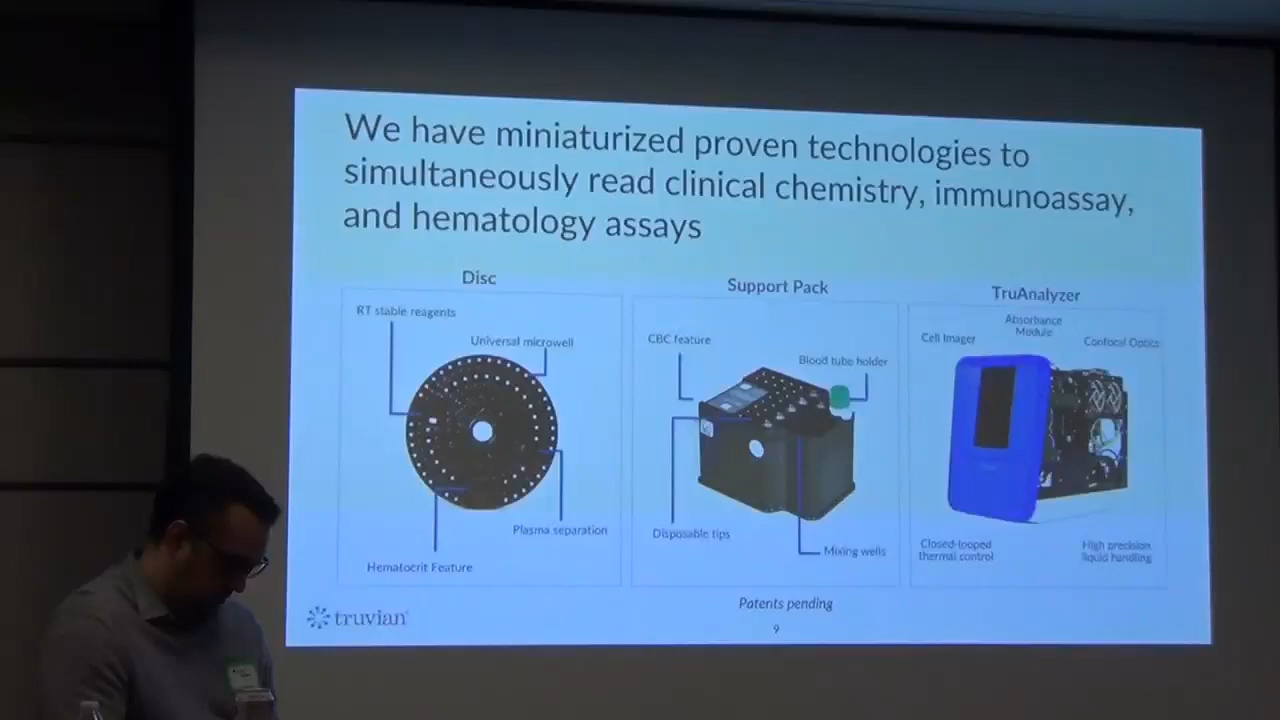 We have miniaturized proven technologies to
simultaneously read clinical chemistry, immunoassay,
and hematology assays
Disc
RT stable reagents
Universal microwell
Plasma separation
Hematocrit Feature
Support Pack
CBC feature
Blood tube holder
Disposable tips
Mixing wells
TruAnalyzer
Cell Imager
Absorbance
Module
Confocal Optics
Closed-looped
thermal control
High precision
liquid handling
truvian
Patents pending
9